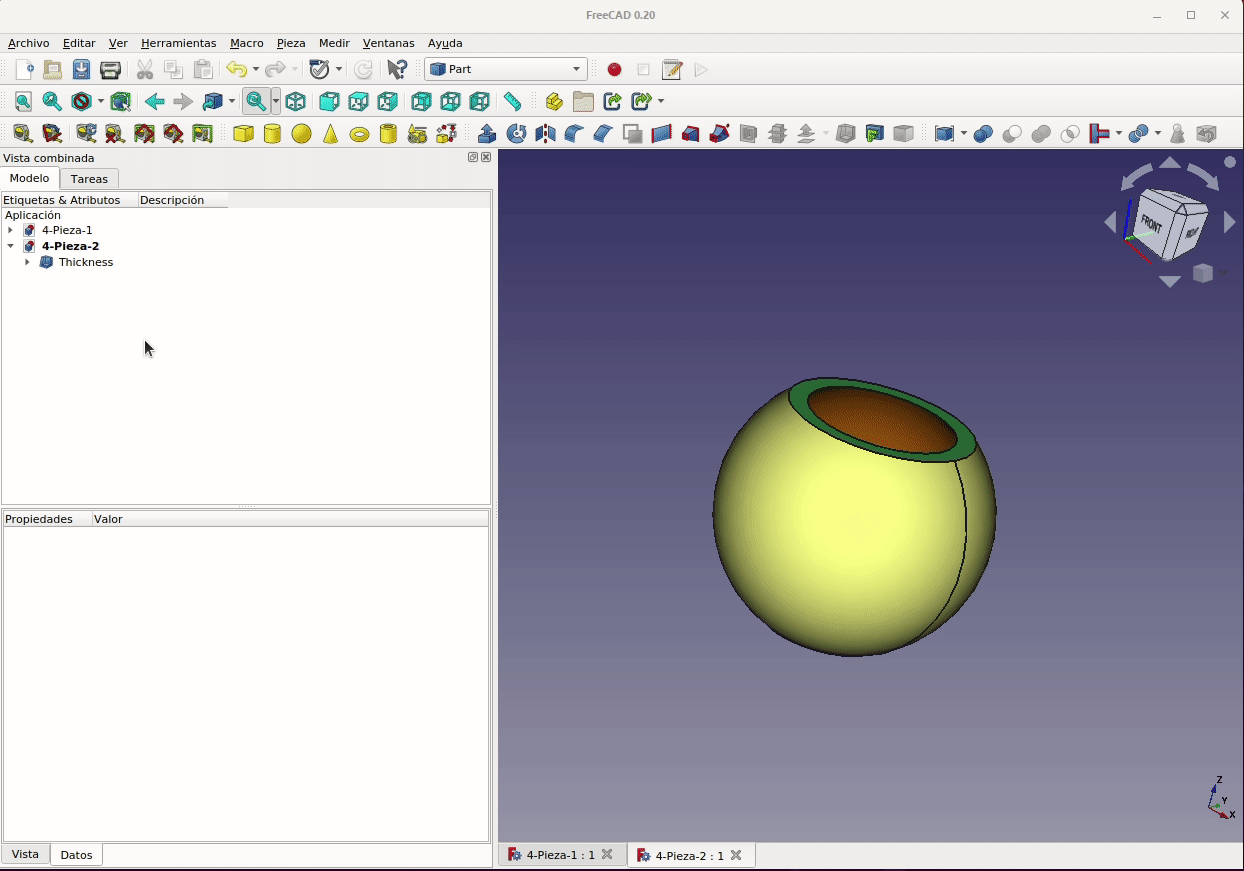 FreeCAD 0.20
Archivo Editar Ver Herramientas Macro Pieza Medir Ventanas Ayuda
Part
Vista combinada
Modelo Tareas
Etiquetas & Atributos Descripción
Aplicación
4-Pieza-1
4-Pieza-2
Thickness
Propiedades Valor
Vista Datos
FRONT
RIGHT
Z
Y
X
4-Pieza-1 : 1 4-Pieza-2 : 1